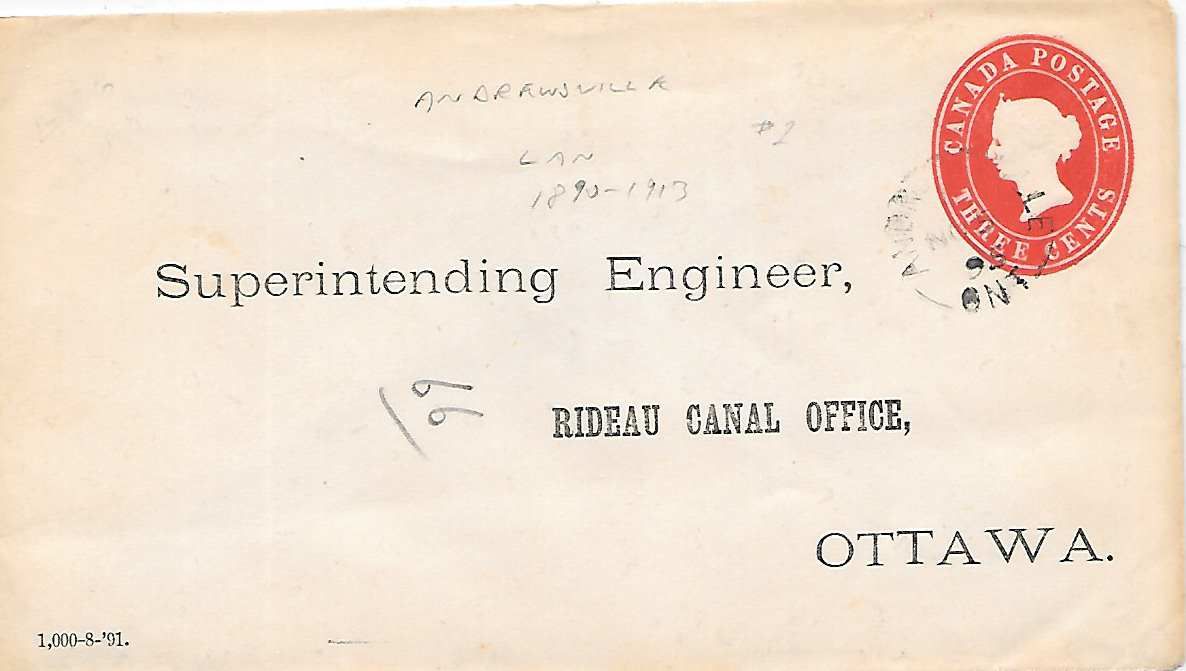 CANADA POSTAGE
THREE CENTS
ANDREWSVILLE
#2
LAN
1890-1913
ONT
Superintending Engineer,
RIDEAU CANAL OFFICE,
OTTAWA.
1,000-8-'91.